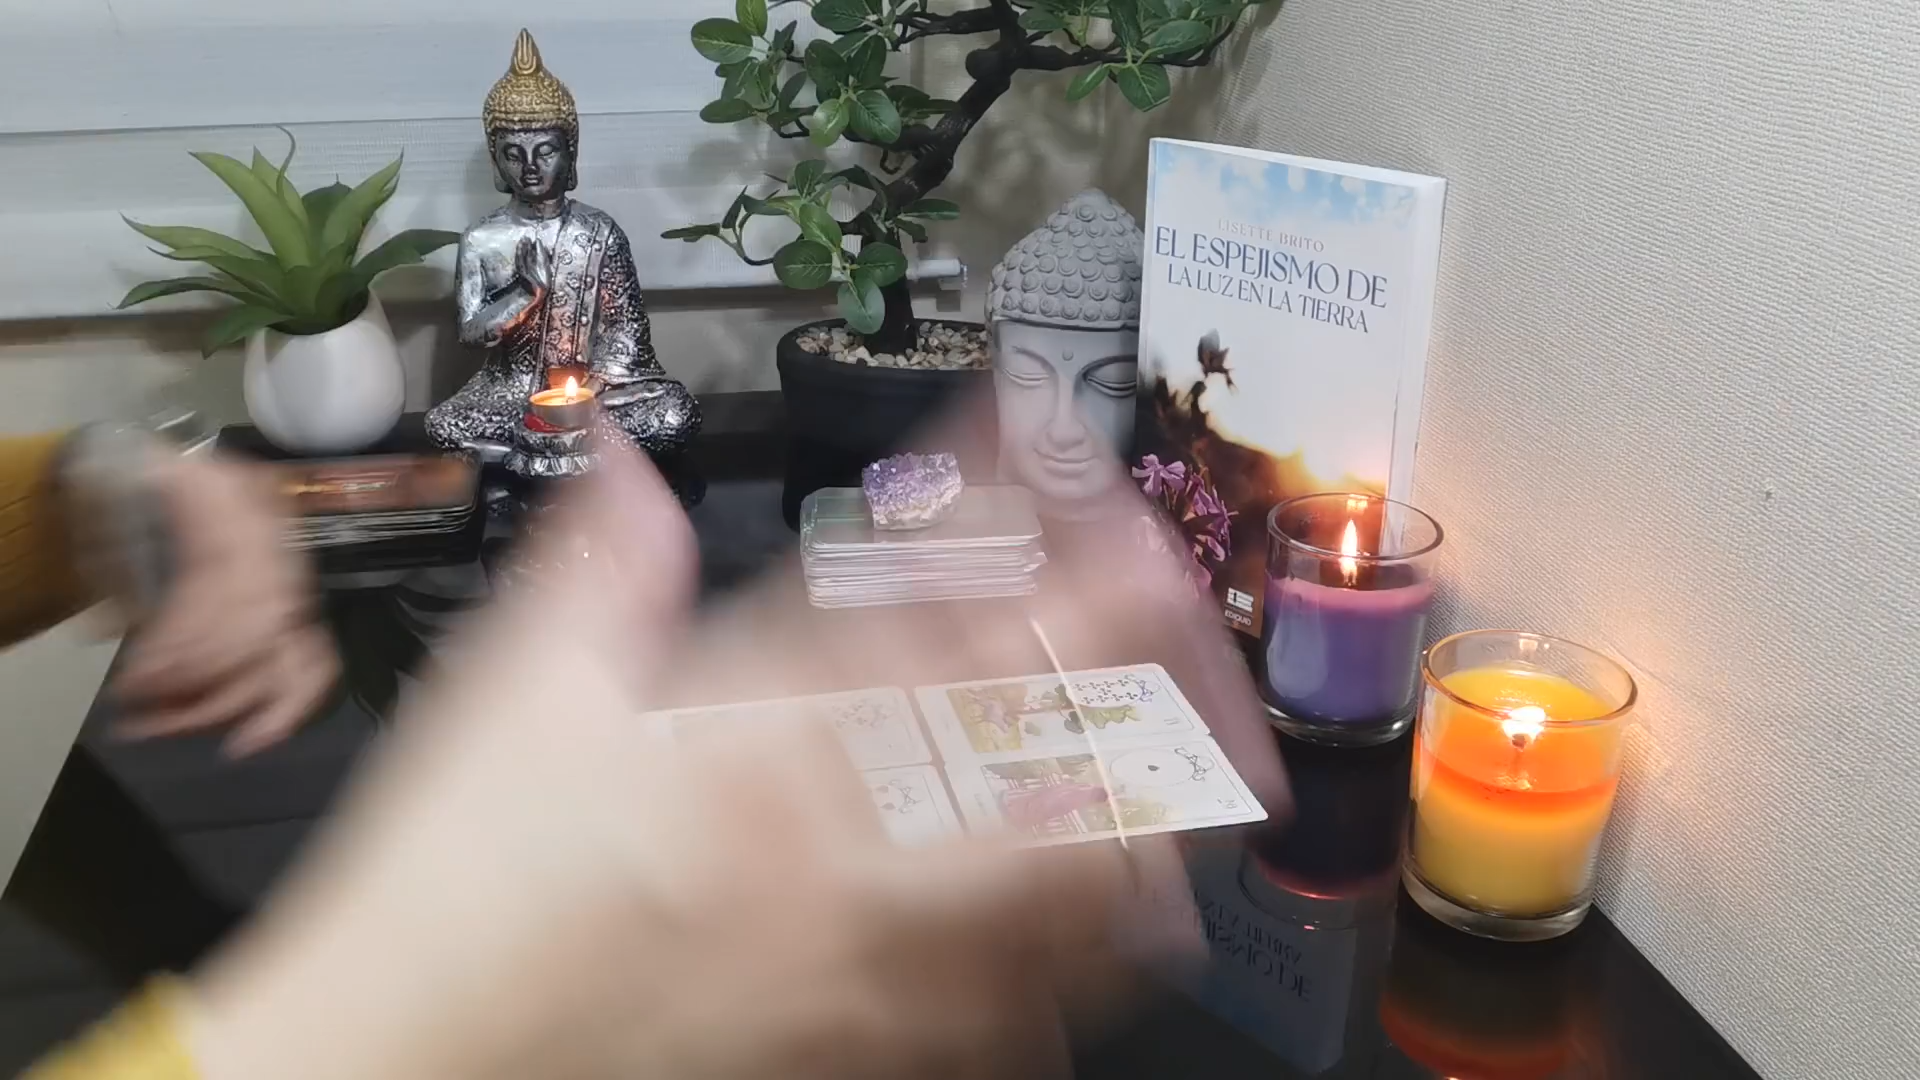 LISETTE BRITO
EL ESPEJISMO DE
LA LUZ EN LA TIERRA